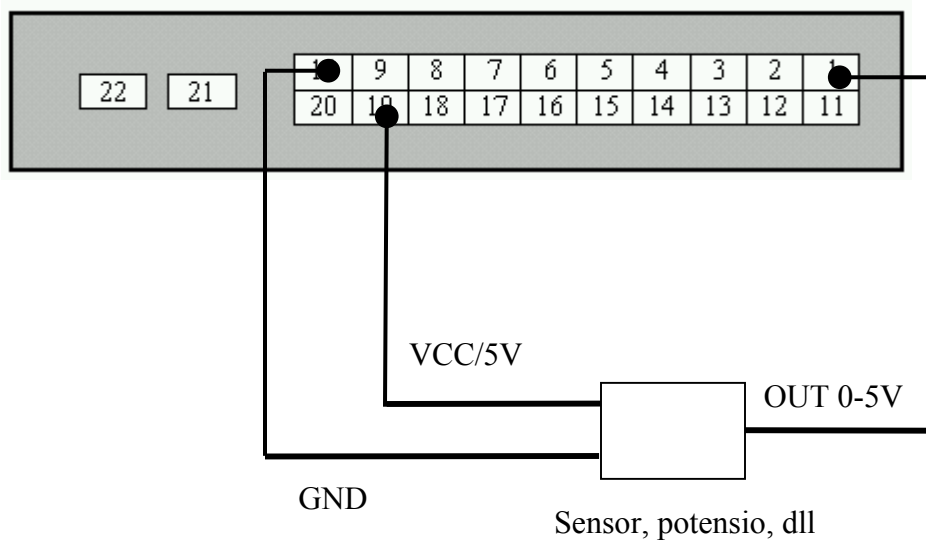 22 21
9 8 7 6 5 4 3 2 1
20 19 18 17 16 15 14 13 12 11
VCC/5V
OUT 0-5V
GND
Sensor, potensio, dll